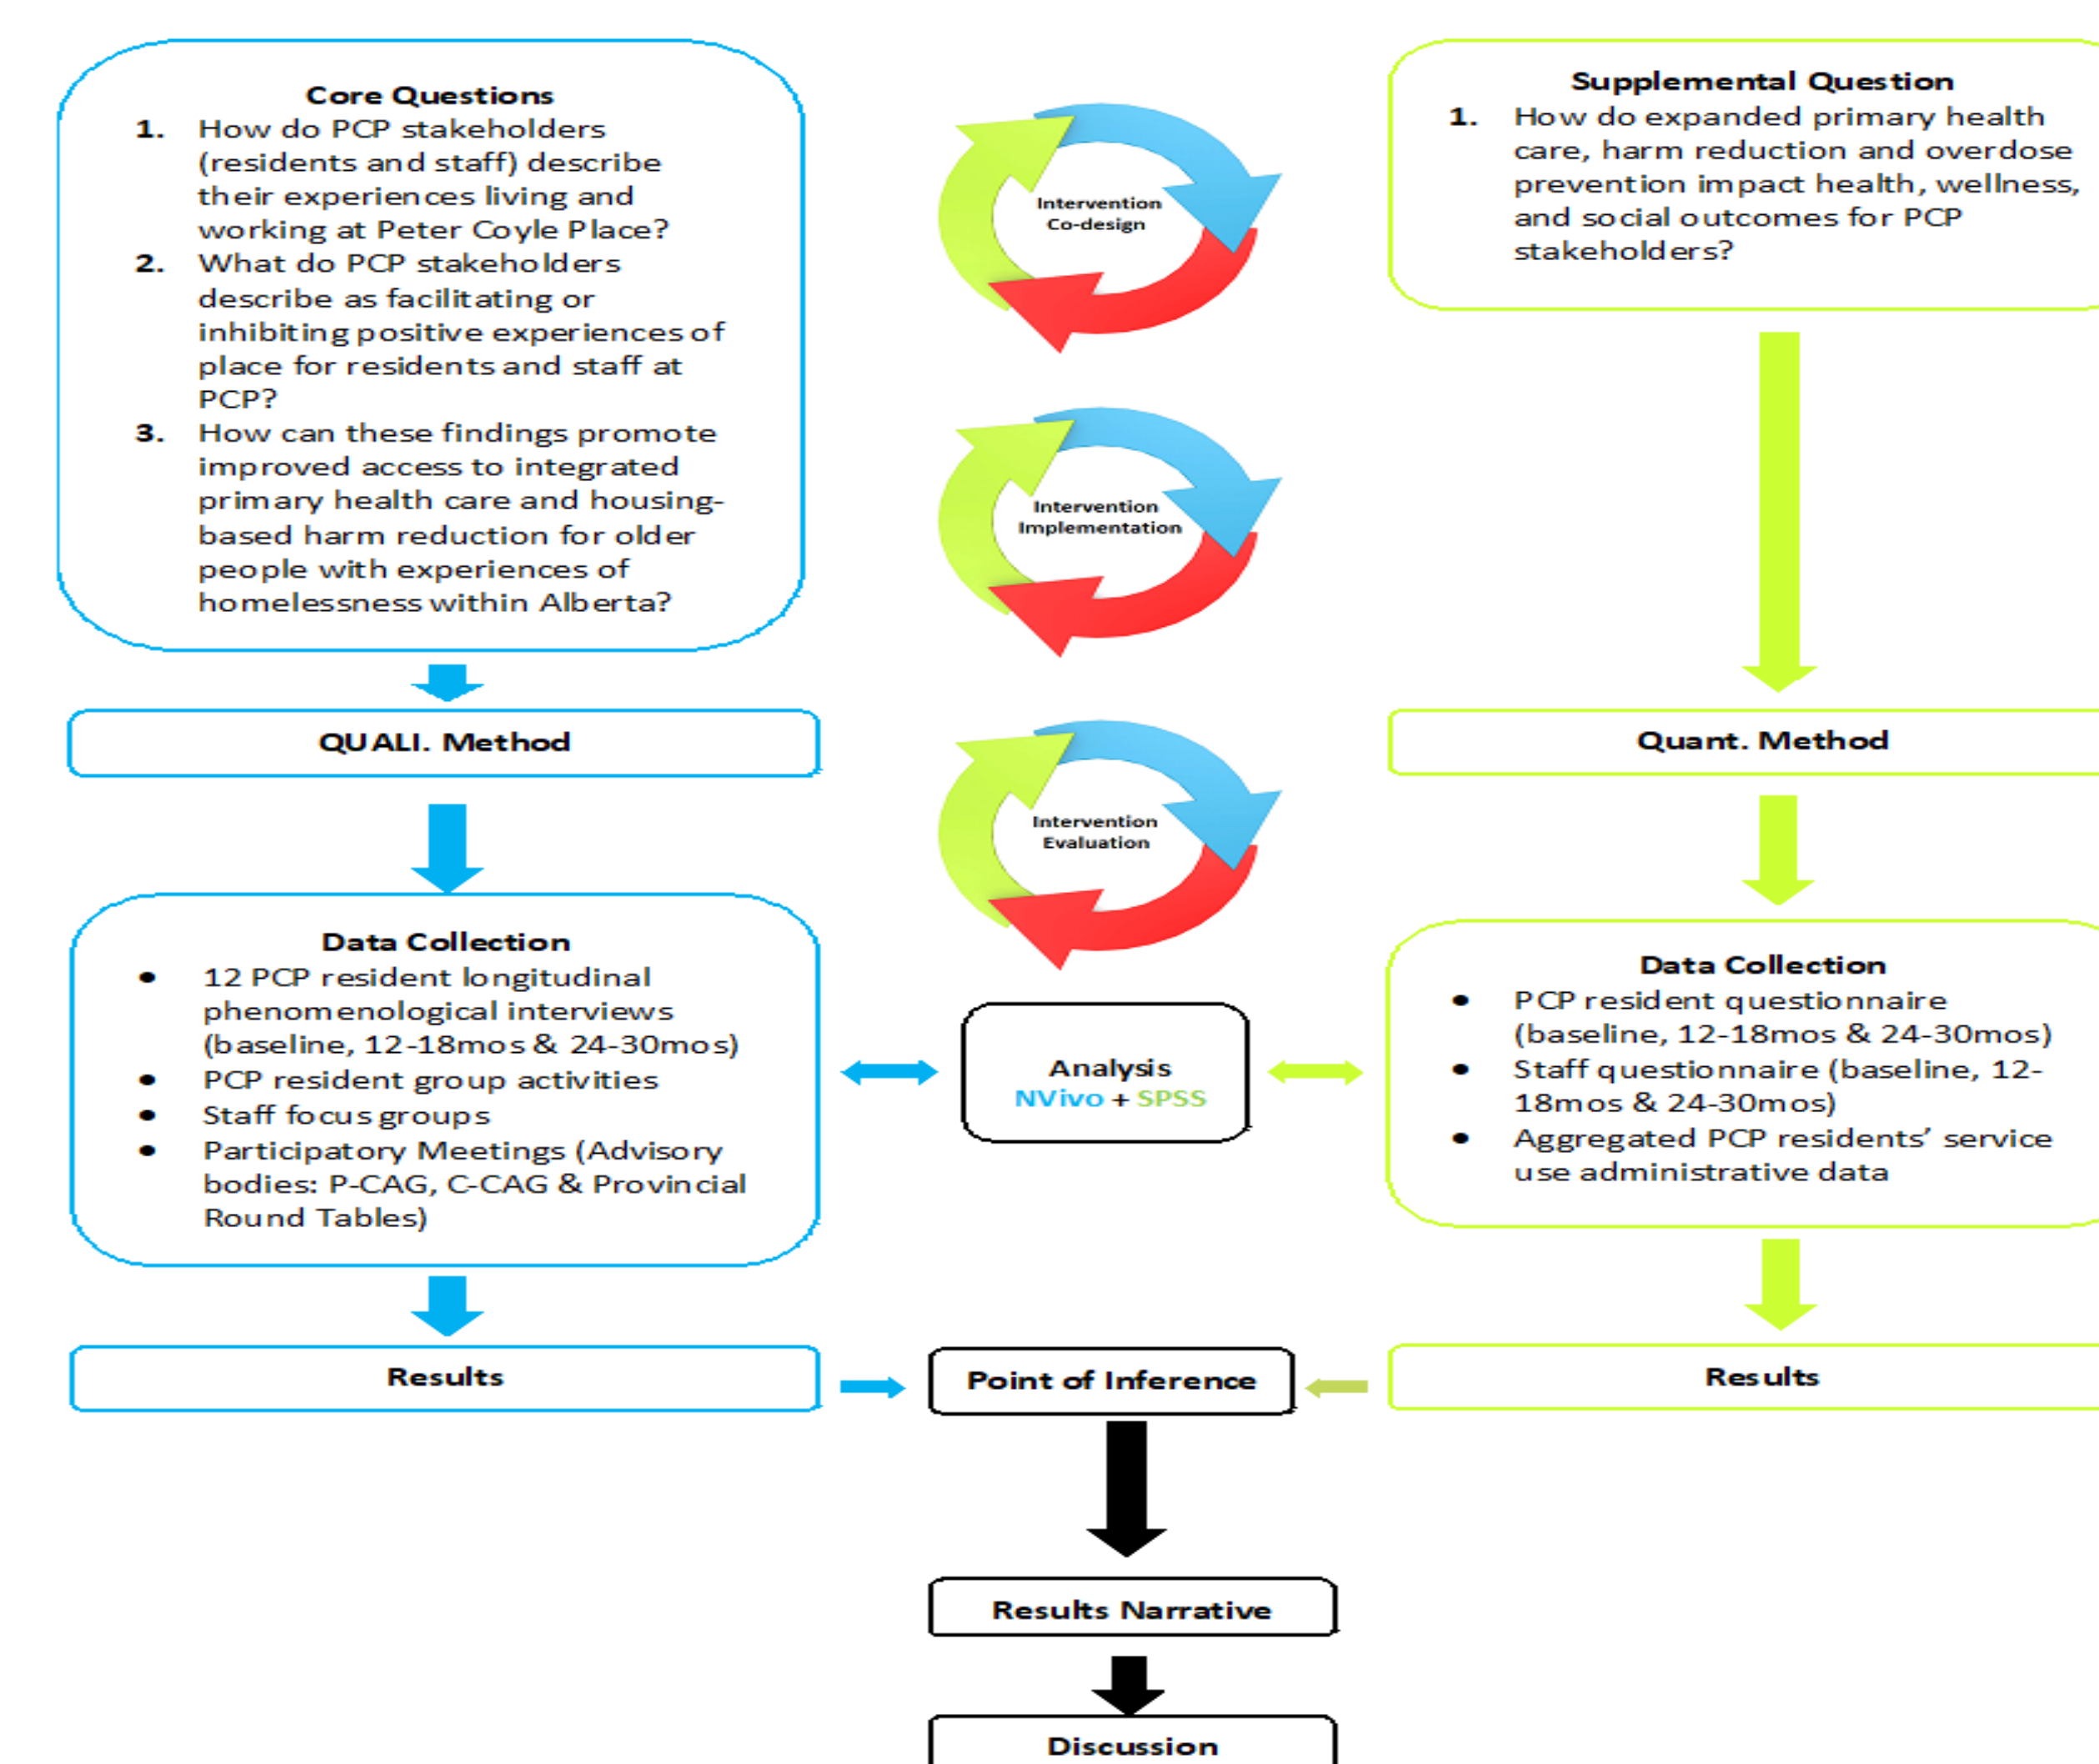 Core Questions
1. How do PCP stakeholders
(residents and staff) describe
their experiences living and
working at Peter Coyle Place?
2. What do PCP stakeholders
describe as facilitating or
inhibiting positive experiences of
place for residents and staff at
PCP?
3. How can these findings promote
improved access to integrated
primary health care and housing-
based harm reduction for older
people with experiences of
homelessness within Alberta?
QUALI. Method
Data Collection
• 12 PCP resident longitudinal
phenomenological interviews
(baseline, 12-18mos & 24-30mos)
• PCP resident group activities
• Staff focus groups
• Participatory Meetings (Advisory
bodies: P-CAG, C-CAG & Provincial
Round Tables)
Results
Intervention
Co-design
Intervention
Implementation
Intervention
Evaluation
Analysis
NVivo + SPSS
Point of Inference
Results Narrative
Discussion
Supplemental Question
1. How do expanded primary health
care, harm reduction and overdose
prevention impact health, wellness,
and social outcomes for PCP
stakeholders?
Quant. Method
Data Collection
• PCP resident questionnaire
(baseline, 12-18mos & 24-30mos)
• Staff questionnaire (baseline, 12-
18mos & 24-30mos)
• Aggregated PCP residents’ service
use administrative data
Results